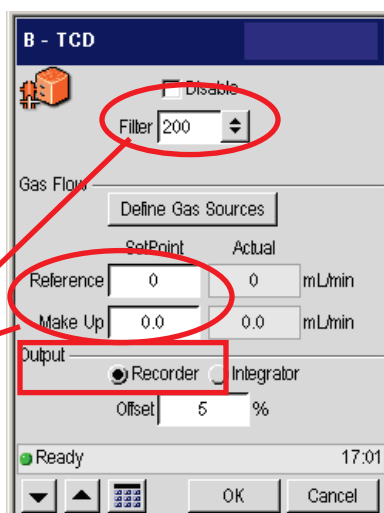 B - TCD
Disable
Filter 200
Gas Flow
Define Gas Sources
SetPoint Actual
Reference 0 0 mL/min
Make Up 0.0 0.0 mL/min
Output
Recorder Integrator
Offset 5 %
Ready 17:01
OK Cancel